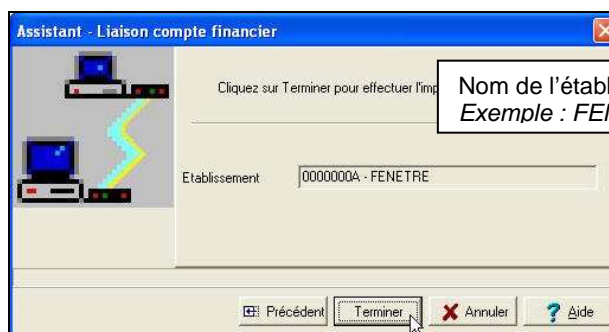 Assistant - Liaison compte financier
Cliquez sur Terminer pour effectuer l'imp
Nom de l'établ
Exemple : FEI
Etablissement
0000000A - FENETRE
Précédent
Terminer
Annuler
? Aide